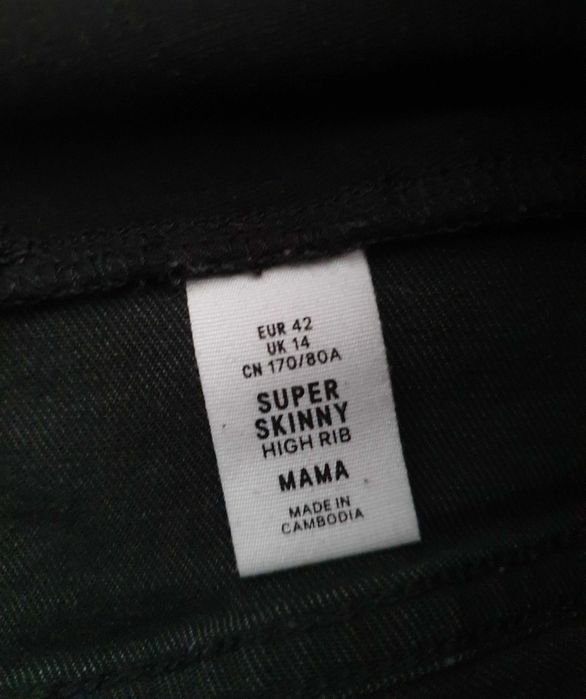 EUR 42
UK 14
CN 170/80A
SUPER
SKINNY
HIGH RIB
MAMA
MADE IN
CAMBODIA